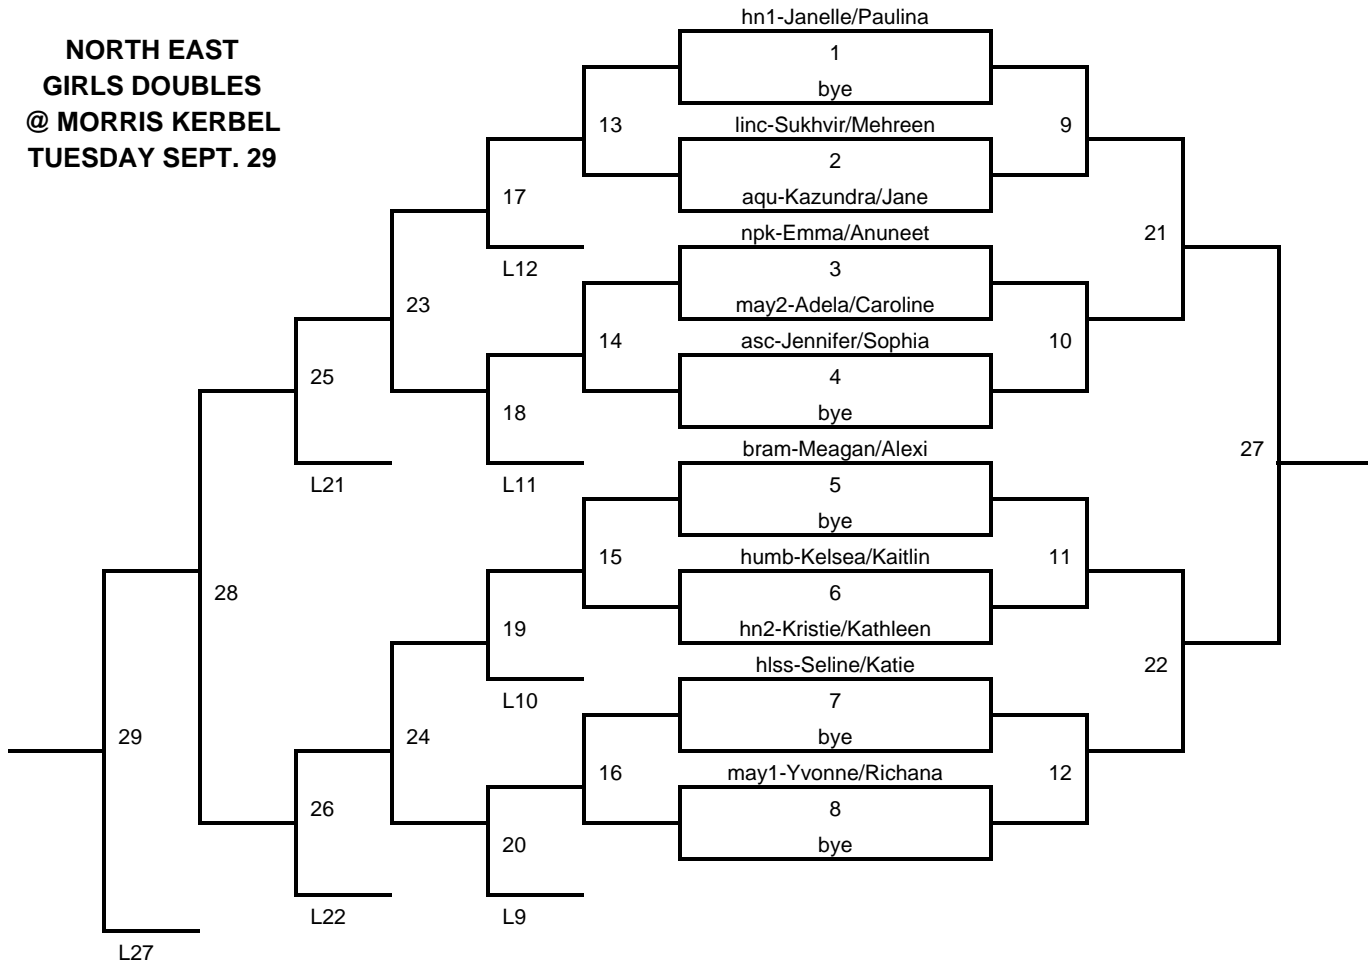 NORTH EAST
GIRLS DOUBLES
@ MORRIS KERBEL
TUESDAY SEPT. 29
hn1-Janelle/Paulina
1
bye
13
linc-Sukhvir/Mehreen
9
2
17
aqu-Kazundra/Jane
npk-Emma/Anuneet
21
L12
3
23
may2-Adela/Caroline
14
asc-Jennifer/Sophia
10
25
4
18
bye
bram-Meagan/Alexi
27
L21
L11
5
bye
15
humb-Kelsea/Kaitlin
11
28
6
19
hn2-Kristie/Kathleen
hlss-Seline/Katie
22
L10
7
29
24
bye
16
may1-Yvonne/Richana
12
26
8
20
bye
L22
L9
L27